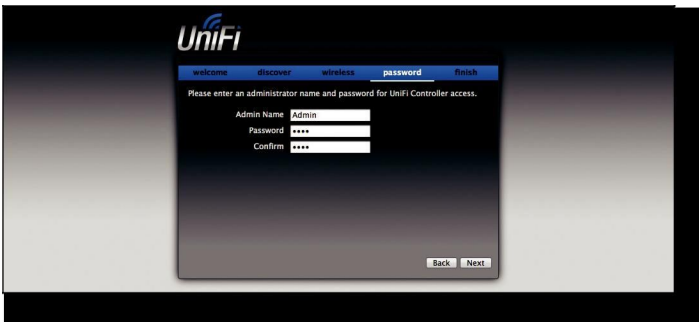 UniFi
welcome discover wireless password finish
Please enter an administrator name and password for UniFi Controller access.
Admin Name Admin
Password ••••
Confirm ••••
Back Next